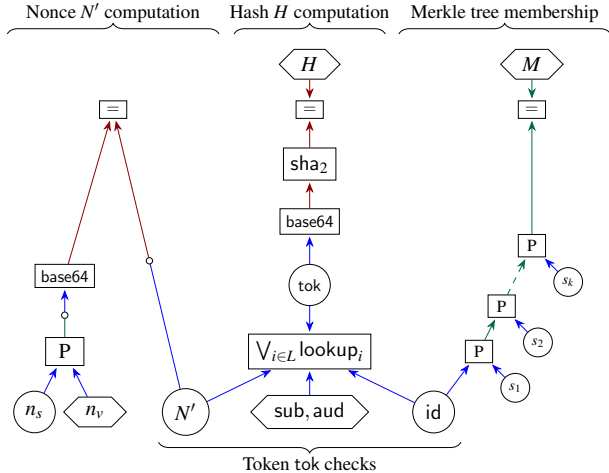 Nonce N′ computation
Hash H computation
Merkle tree membership
H
M
=
=
=
sha₂
base64
P
base64
tok
sₖ
P
P
s₂
P
⋁ᵢ∈L lookupᵢ
P
s₁
nₛ
nᵥ
N′
sub, aud
id
Token tok checks